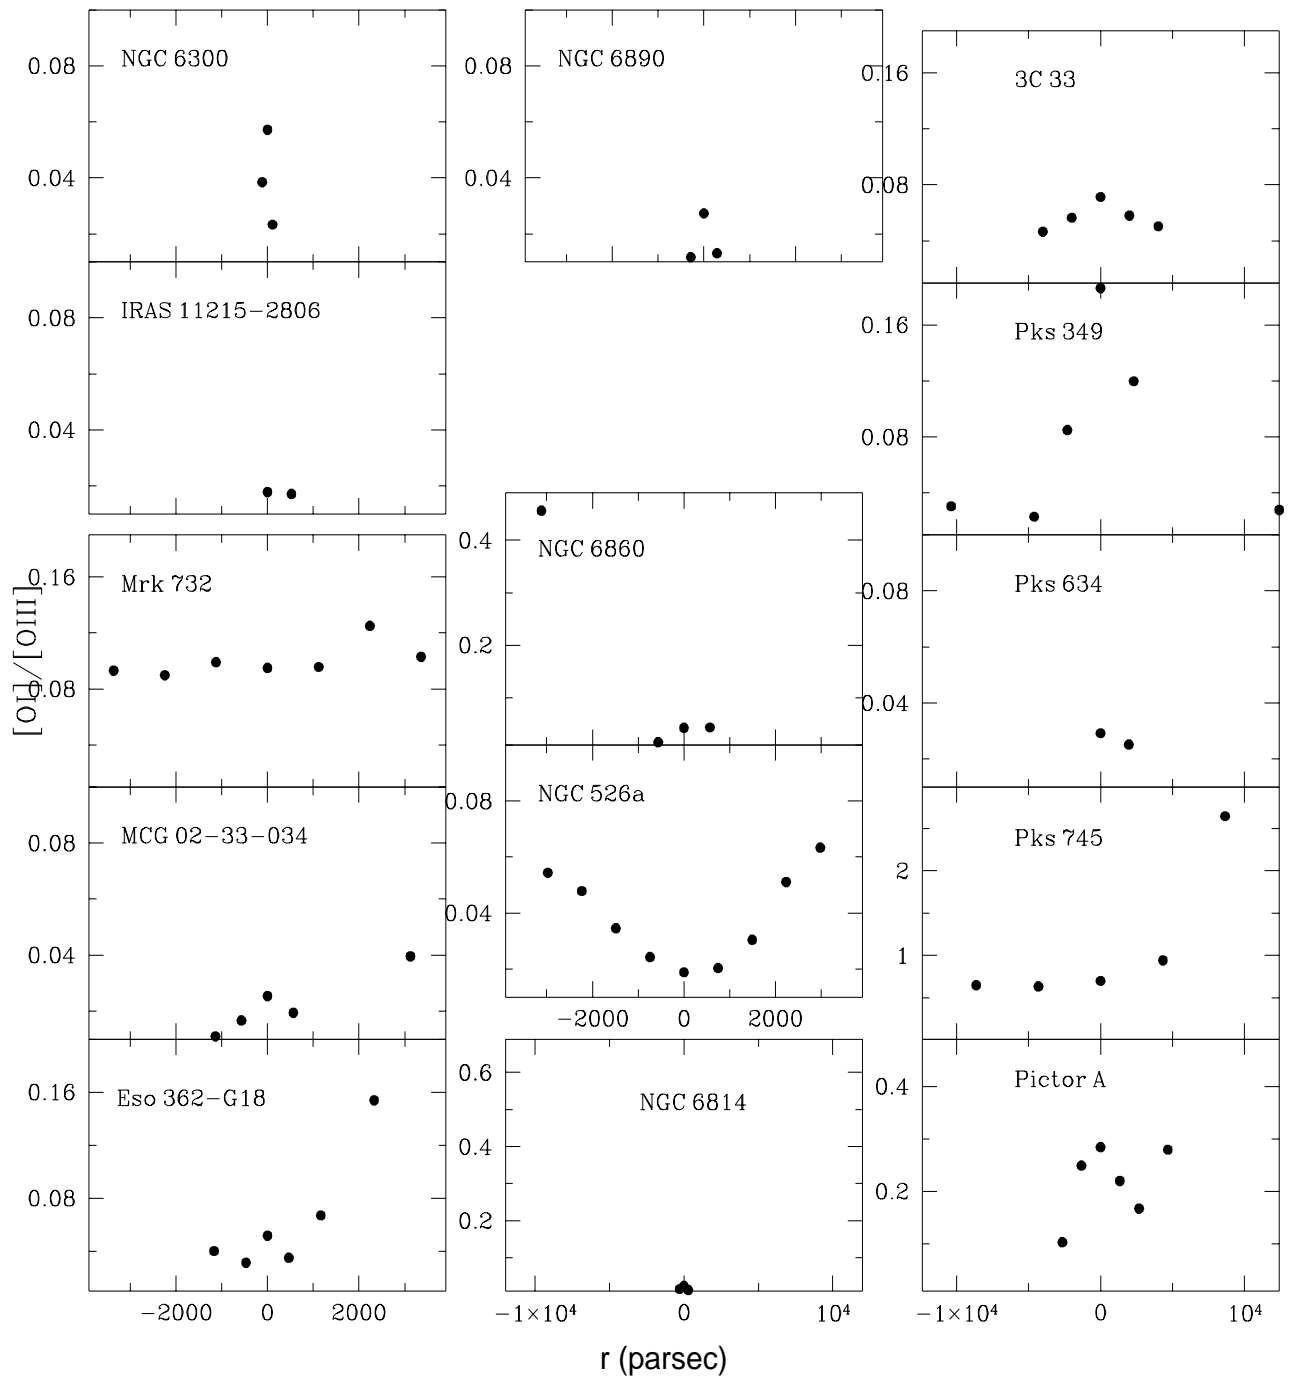 NGC 6300
0.08
0.04
IRAS 11215-2806
0.08
0.04
Mrk 732
0.16
0.08
MCG 02-33-034
0.08
0.04
Eso 362-G18
0.16
0.08
-2000 0 2000
[OI]/[OIII]
NGC 6890
0.08
0.04
NGC 6860
0.4
0.2
NGC 526a
0.08
0.04
-2000 0 2000
NGC 6814
0.6
0.4
0.2
-1×10⁴ 0 10⁴
3C 33
0.16
0.08
Pks 349
0.16
0.08
Pks 634
0.08
0.04
Pks 745
2
1
Pictor A
0.4
0.2
-1×10⁴ 0 10⁴
r (parsec)